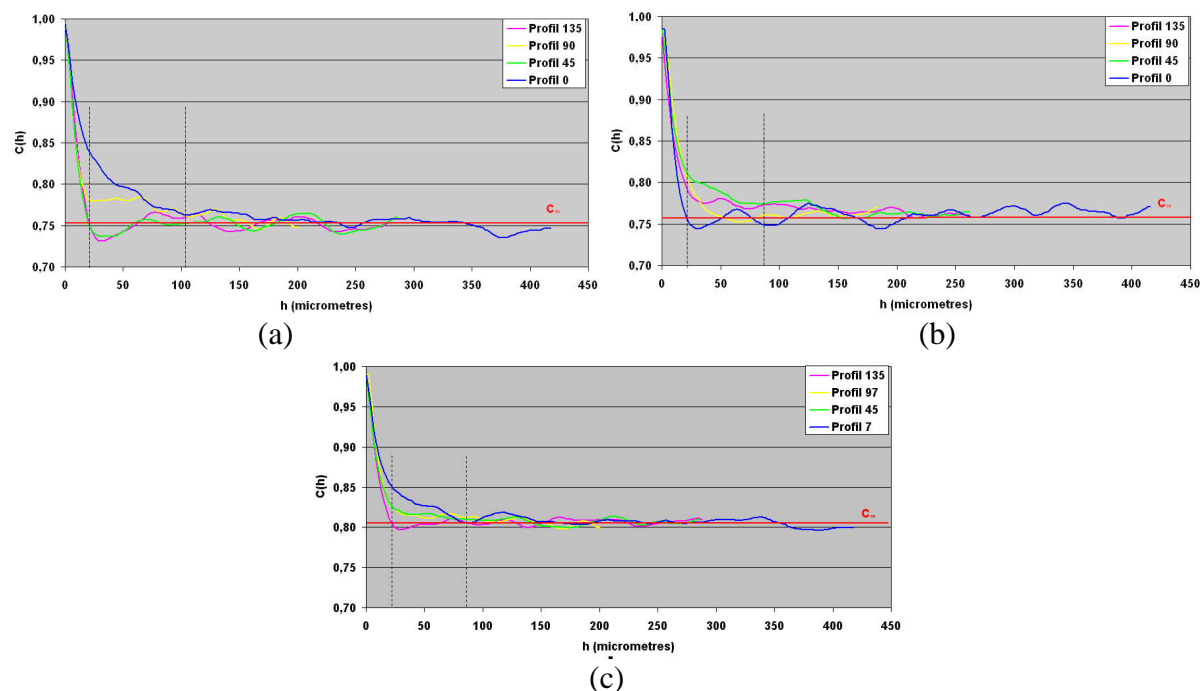 1,00
0,95
0,90
0,85
0,80
0,75
0,70
C(h)
0 50 100 150 200 250 300 350 400 450
h (micrometres)
Profil 135
Profil 90
Profil 45
Profil 0
C∞
(a)
1,00
0,95
0,90
0,85
0,80
0,75
0,70
C(h)
0 50 100 150 200 250 300 350 400 450
h (micrometres)
Profil 135
Profil 90
Profil 45
Profil 0
C∞
(b)
1,00
0,95
0,90
0,85
0,80
0,75
0,70
C(h)
0 50 100 150 200 250 300 350 400 450
h (micrometres)
Profil 135
Profil 97
Profil 45
Profil 7
C∞
(c)